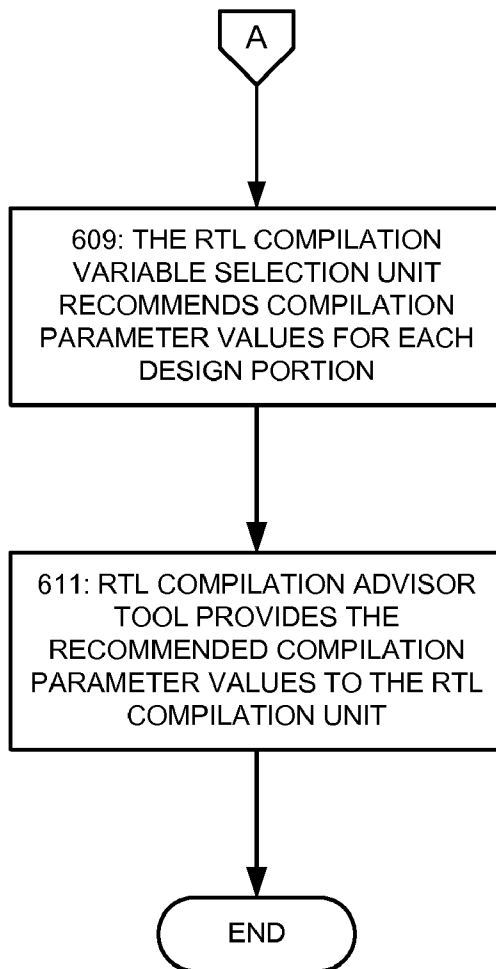 A
609: THE RTL COMPILATION
VARIABLE SELECTION UNIT
RECOMMENDS COMPILATION
PARAMETER VALUES FOR EACH
DESIGN PORTION
611: RTL COMPILATION ADVISOR
TOOL PROVIDES THE
RECOMMENDED COMPILATION
PARAMETER VALUES TO THE RTL
COMPILATION UNIT
END